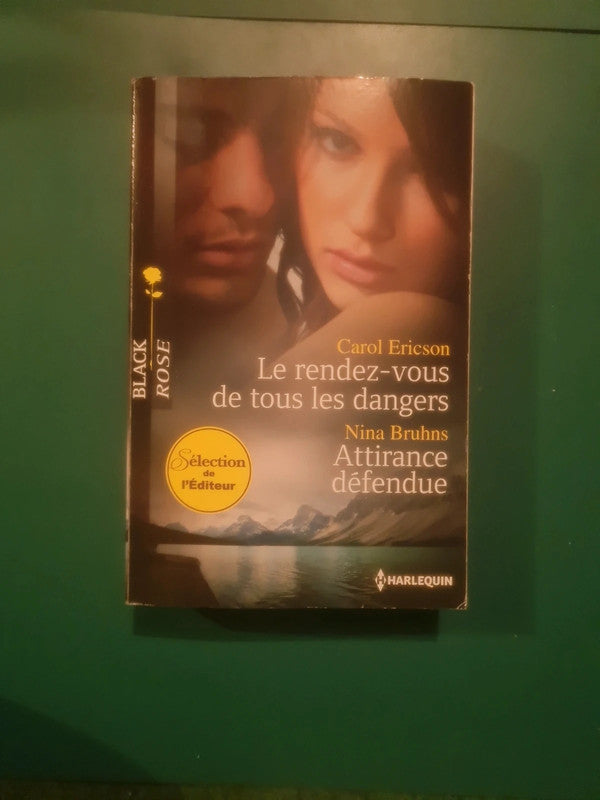 Carol Ericson
Le rendez-vous
de tous les dangers
Nina Bruhns
Attirance
défendue
BLACK
ROSE
Sélection
de
l'Éditeur
H
HARLEQUIN